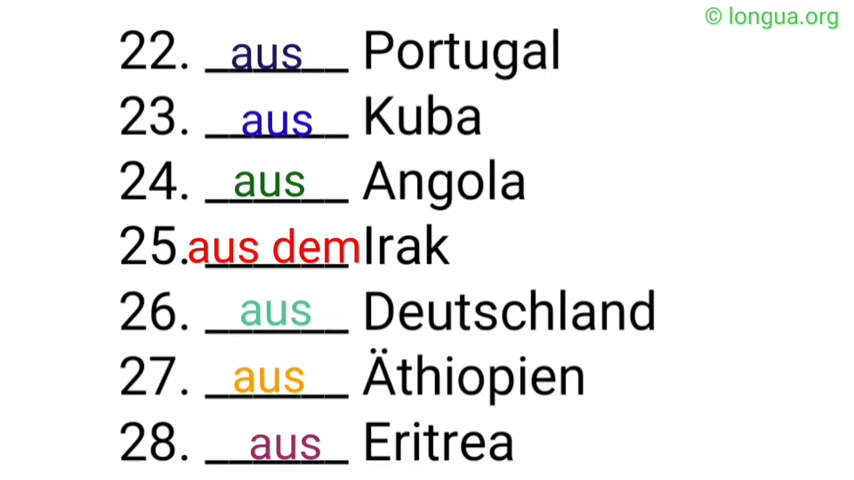 © longua.org
22. aus Portugal
23. aus Kuba
24. aus Angola
25. aus dem Irak
26. aus Deutschland
27. aus Äthiopien
28. aus Eritrea